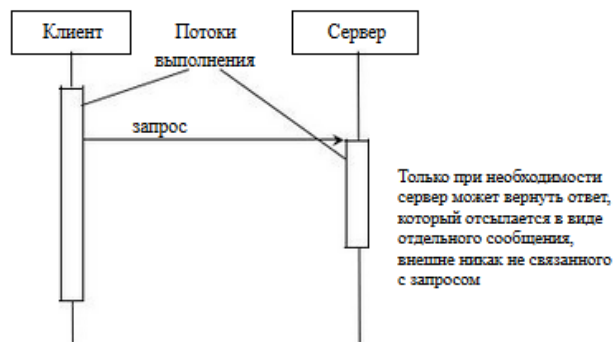 Клиент
Потоки
выполнения
Сервер
запрос
Только при необходимости
сервер может вернуть ответ,
который отсылается в виде
отдельного сообщения,
внешне никак не связанного
с запросом